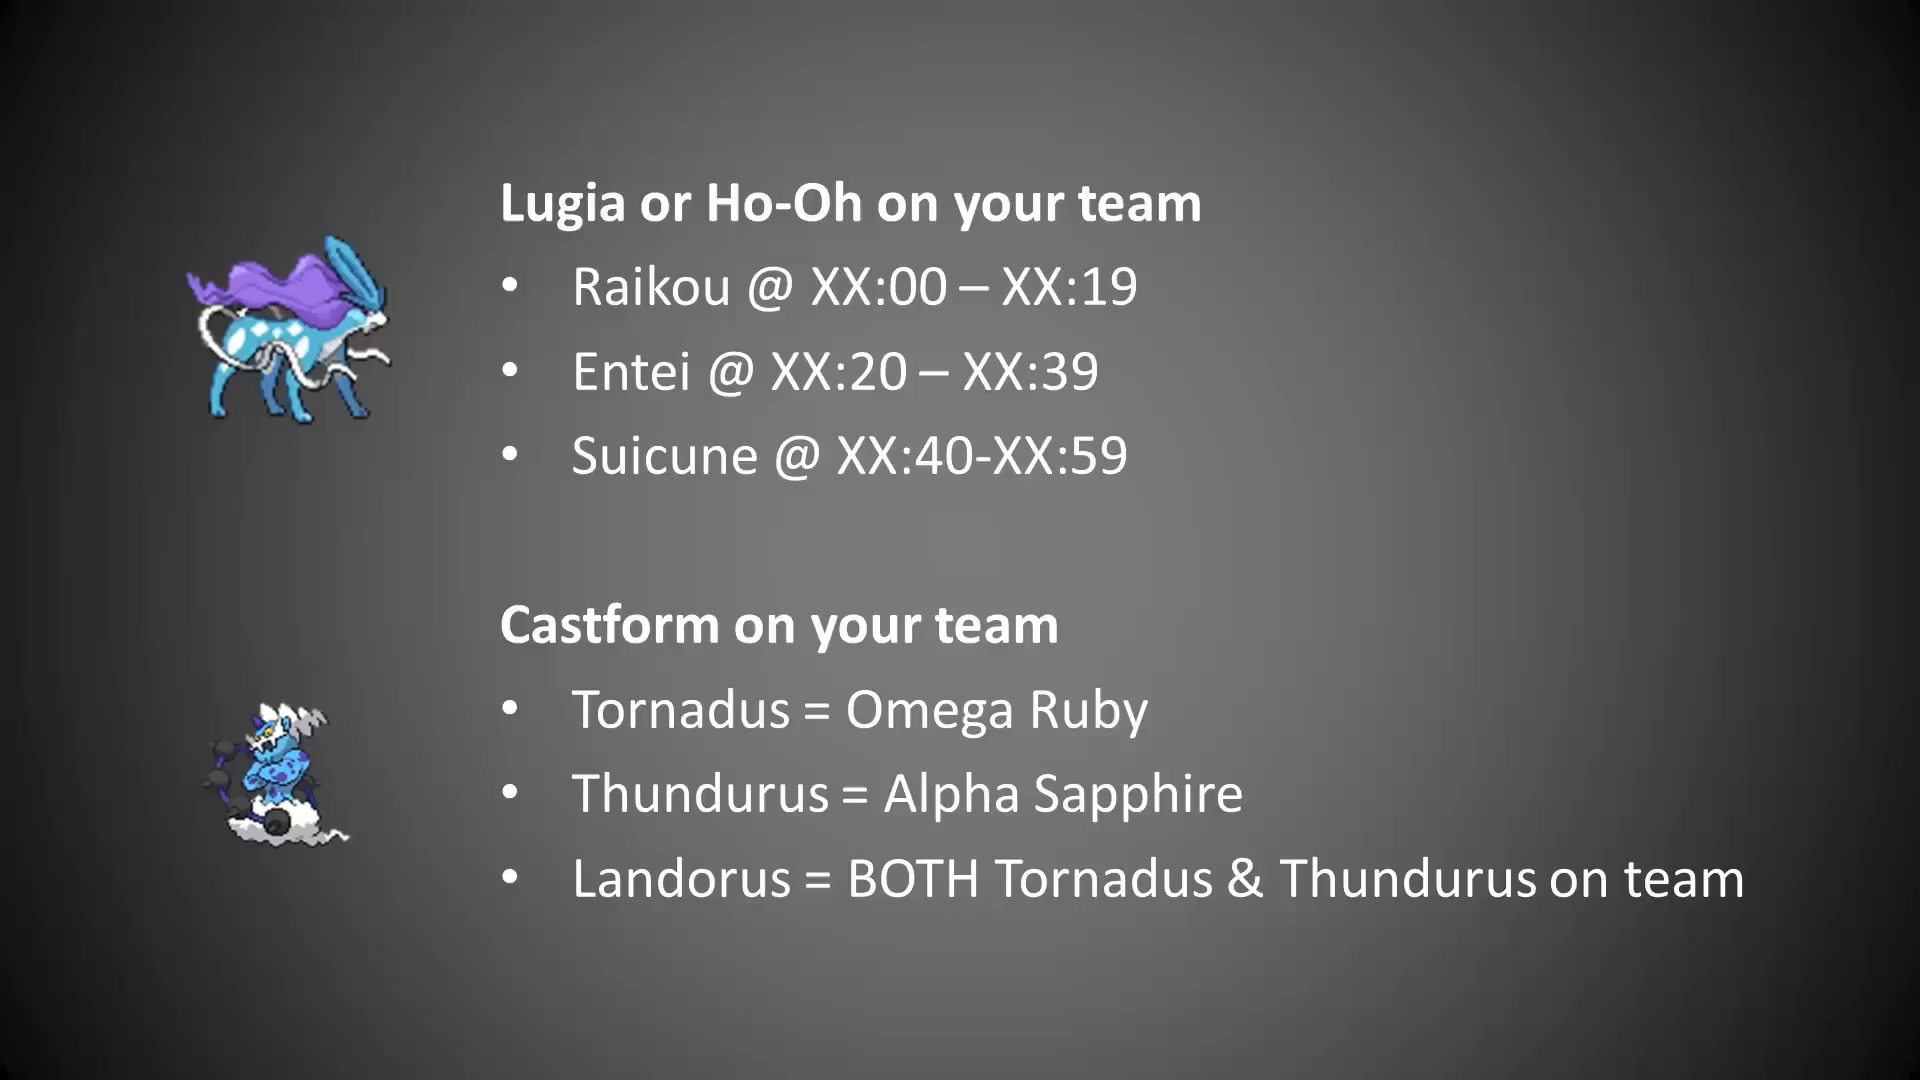 Lugia or Ho-Oh on your team
• Raikou @ XX:00 – XX:19
• Entei @ XX:20 – XX:39
• Suicune @ XX:40-XX:59
Castform on your team
• Tornadus = Omega Ruby
• Thundurus = Alpha Sapphire
• Landorus = BOTH Tornadus & Thundurus on team